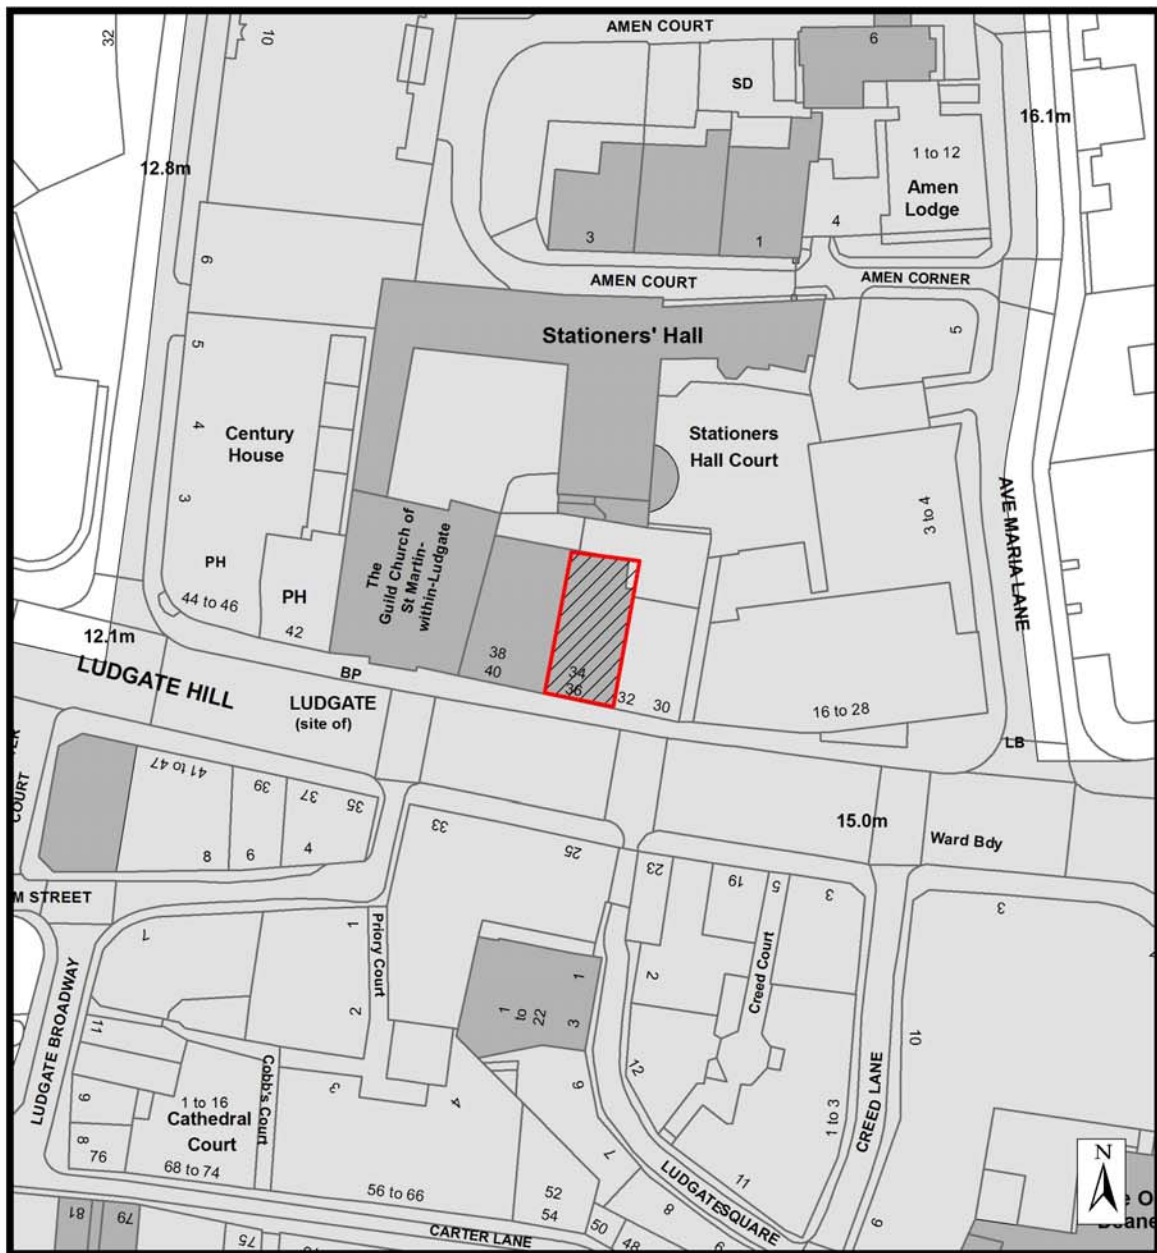 AMEN COURT
32
10
6
SD
16.1m
12.8m
1 to 12
Amen
Lodge
4
3
1
6
AMEN COURT
AMEN CORNER
Stationers' Hall
5
5
4
Century
House
Stationers
Hall Court
3
3 to 4
AVE MARIA LANE
The
Guild Church of
St Martin-
within-Ludgate
PH
PH
44 to 46
42
12.1m
38
40
34
36
32
30
BP
LUDGATE HILL
LUDGATE
(site of)
16 to 28
LB
COURT
41 to 47
39
37
35
8
6
4
33
25
15.0m
Ward Bdy
M STREET
23
19
5
3
3
1
Priory Court
1
2
1
1
to
22
3
2
Creed Court
LUDGATE BROADWAY
11
10
12
Cobb's Court
3
4
9
1 to 16
Cathedral
Court
9
1 to 3
CREED LANE
8
76
68 to 74
56 to 66
7
11
N
52
54
LUDGATE SQUARE
8
9
81
79
75
CARTER LANE
50
48